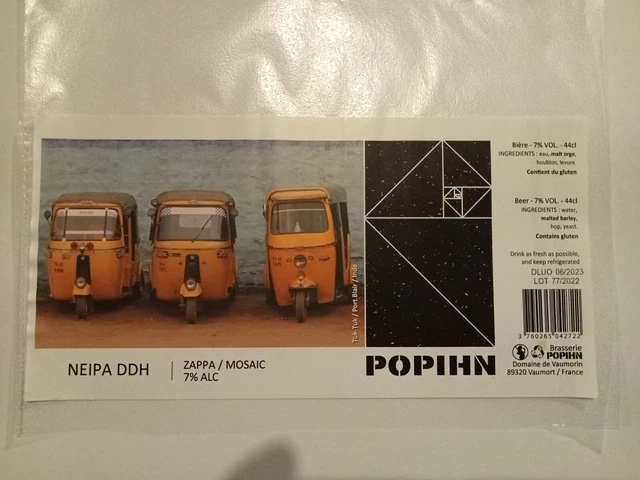 Tuk-Tuk / Port Blair / Inde
NEIPA DDH
ZAPPA / MOSAIC
7% ALC
POPIHN
Bière - 7% VOL. - 44cl
INGREDIENTS : eau, malt orge,
houblon, levure.
Contient du gluten
Beer - 7% VOL. - 44cl
INGREDIENTS : water,
malted barley,
hop, yeast.
Contains gluten
Drink as fresh as possible,
and keep refrigerated
DLUO 06/2023
LOT 77/2022
3 760265 042722
Brasserie
POPIHN
Domaine de Vaumorin
89320 Vaumort / France